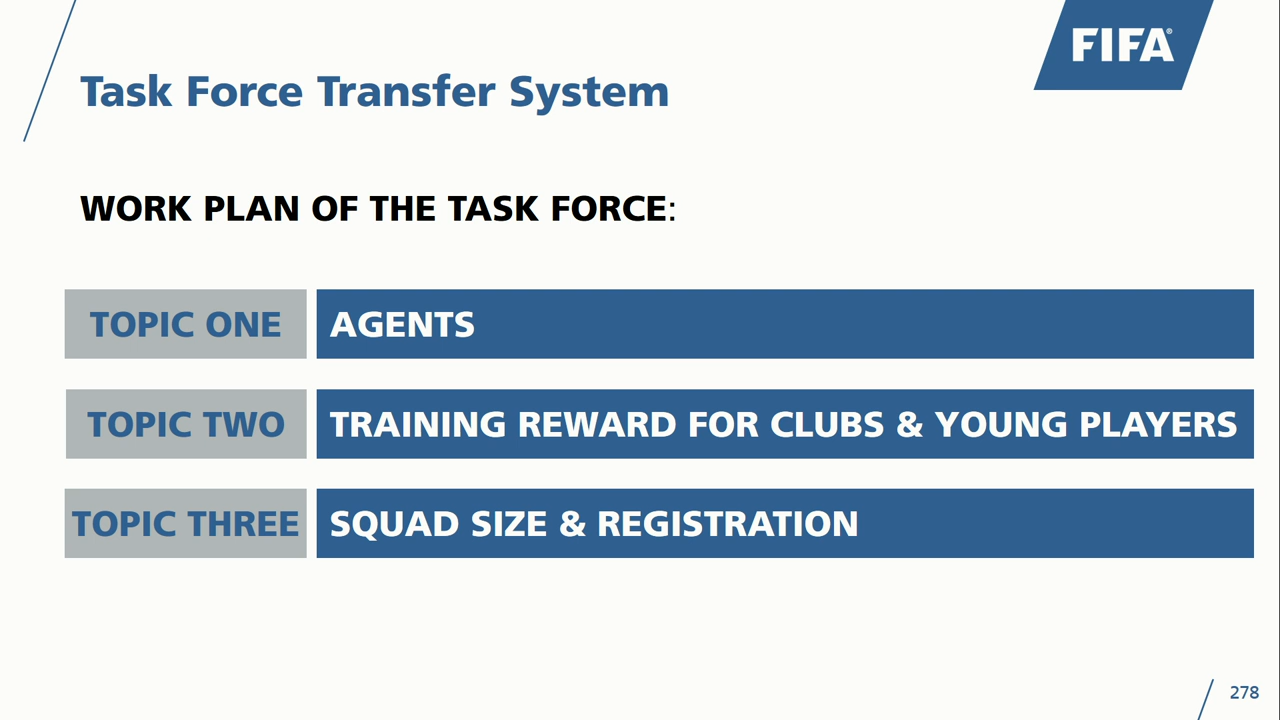 FIFA®
Task Force Transfer System
WORK PLAN OF THE TASK FORCE:
TOPIC ONE AGENTS
TOPIC TWO TRAINING REWARD FOR CLUBS & YOUNG PLAYERS
TOPIC THREE SQUAD SIZE & REGISTRATION
278